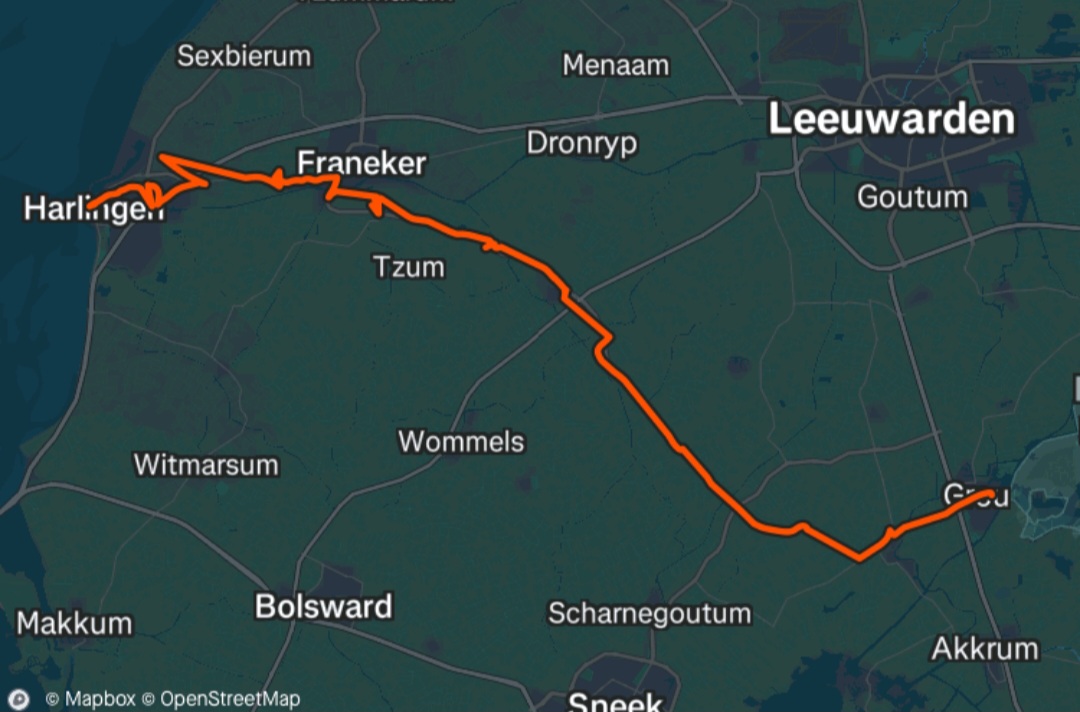 Sexbierum
Menaam
Leeuwarden
Dronryp
Franeker
Goutum
Harlingen
Tzum
Wommels
Witmarsum
Grou
Bolsward
Scharnegoutum
Makkum
Akkrum
Sneek
© Mapbox © OpenStreetMap